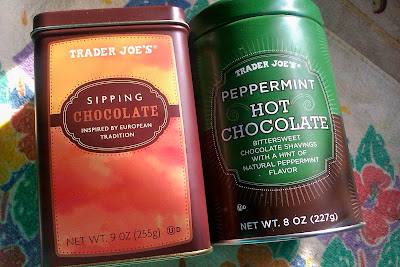 TRADER JOE'S®
SIPPING
CHOCOLATE
INSPIRED BY EUROPEAN
TRADITION
NET WT. 9 OZ (255g)
TRADER JOE'S®
PEPPERMINT
HOT
CHOCOLATE
BITTERSWEET
CHOCOLATE SHAVINGS
WITH A HINT OF
NATURAL PEPPERMINT
FLAVOR
NET WT. 8 OZ (227g)